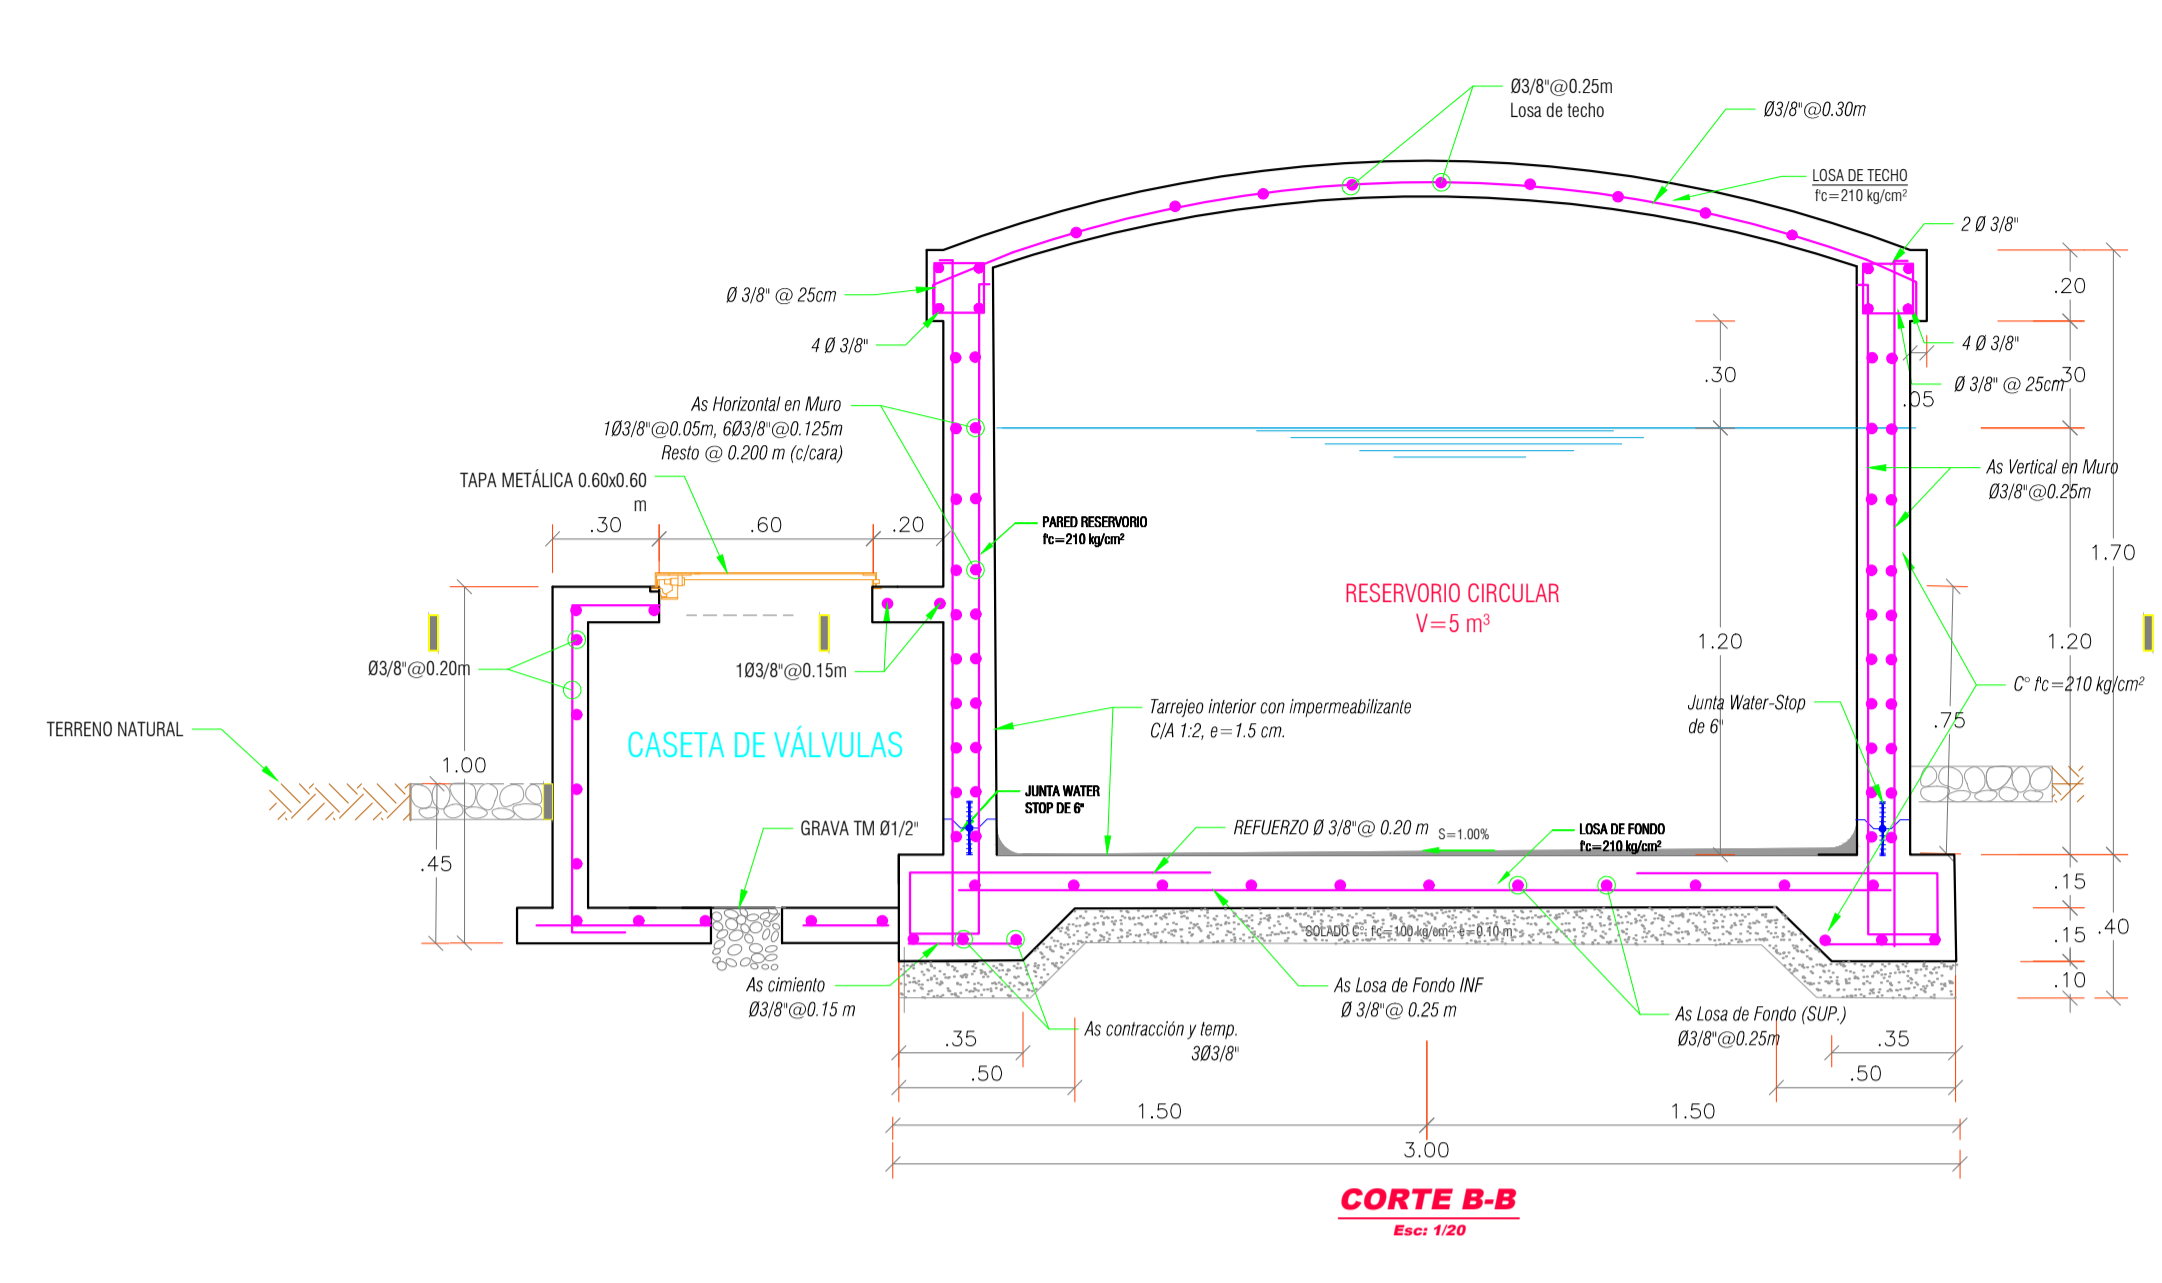 Ø3/8"@0.25m
Losa de techo
Ø3/8"@0.30m
LOSA DE TECHO
f'c=210 kg/cm²
2 Ø 3/8"
.20
Ø 3/8" @ 25cm
4 Ø 3/8"
4 Ø 3/8"
.30
.30
Ø 3/8" @ 25cm
.05
As Horizontal en Muro
1Ø3/8"@0.05m, 6Ø3/8"@0.125m
Resto @ 0.200 m (c/cara)
As Vertical en Muro
Ø3/8"@0.25m
TAPA METÁLICA 0.60x0.60
m
.30
.60
.20
PARED RESERVORIO
f'c=210 kg/cm²
1.70
RESERVORIO CIRCULAR
V=5 m³
1.20
1.20
Ø3/8"@0.20m
1Ø3/8"@0.15m
C° f'c=210 kg/cm²
Tarrejeo interior con impermeabilizante
C/A 1:2, e=1.5 cm.
Junta Water-Stop
de 6"
.75
TERRENO NATURAL
CASETA DE VÁLVULAS
1.00
JUNTA WATER
STOP DE 6"
GRAVA TM Ø1/2"
REFUERZO Ø 3/8"@ 0.20 m
S=1.00%
LOSA DE FONDO
f'c=210 kg/cm²
.45
.15
SOLADO C°: f'c=100 kg/cm², e=0.10 m
.15
.40
.10
As cimiento
Ø3/8"@0.15 m
As Losa de Fondo INF
Ø 3/8"@ 0.25 m
As Losa de Fondo (SUP.)
Ø3/8"@0.25m
As contracción y temp.
3Ø3/8"
.35
.35
.50
.50
1.50
1.50
3.00
CORTE B-B
Esc: 1/20